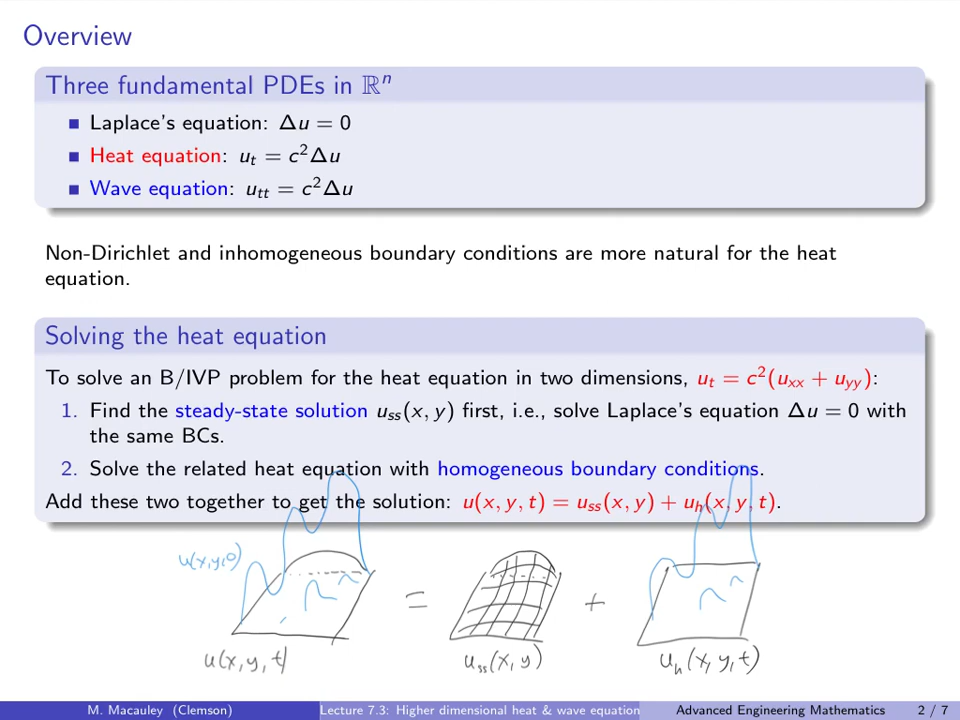 Overview
Three fundamental PDEs in ℝⁿ
Laplace's equation: Δu = 0
Heat equation: uₜ = c²Δu
Wave equation: uₜₜ = c²Δu
Non-Dirichlet and inhomogeneous boundary conditions are more natural for the heat
equation.
Solving the heat equation
To solve an B/IVP problem for the heat equation in two dimensions, uₜ = c²(uₓₓ + u_yy):
1. Find the steady-state solution uₛₛ(x, y) first, i.e., solve Laplace's equation Δu = 0 with
the same BCs.
2. Solve the related heat equation with homogeneous boundary conditions.
Add these two together to get the solution: u(x, y, t) = uₛₛ(x, y) + uₕ(x, y, t).
u(x,y,0)
= +
u(x, y, t) uₛₛ(x, y) uₕ(x, y, t)
M. Macauley (Clemson) Lecture 7.3: Higher dimensional heat & wave equation Advanced Engineering Mathematics 2 / 7